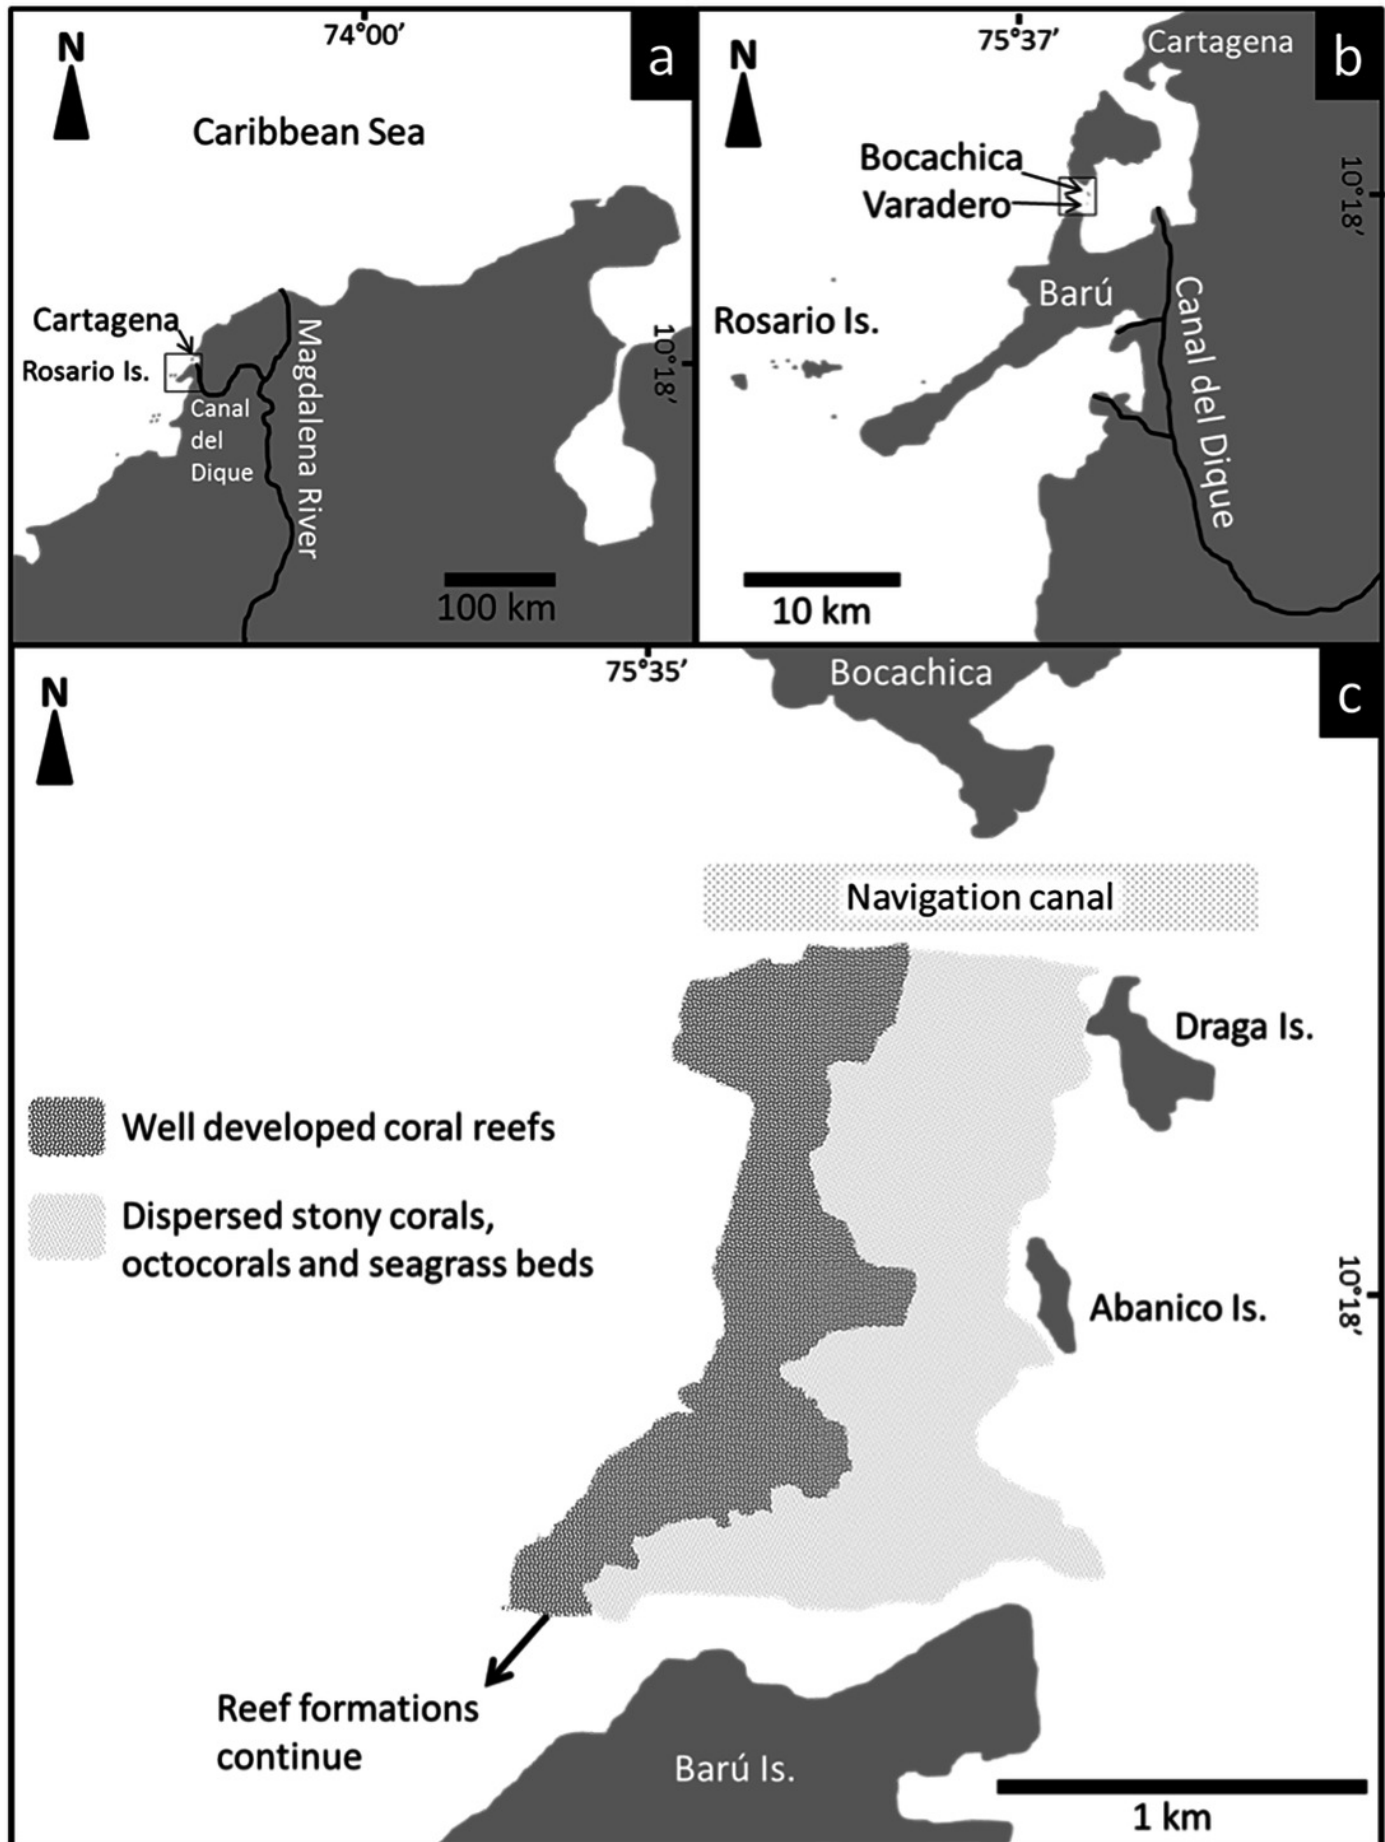 74°00’
N
a
Caribbean Sea
Cartagena
Rosario Is.
Canal
del
Dique
Magdalena River
10°18’
100 km
75°37’
N
Cartagena
b
Bocachica
Varadero
10°18’
Barú
Rosario Is.
Canal del Dique
10 km
75°35’
N
Bocachica
c
Navigation canal
Draga Is.
Well developed coral reefs
Dispersed stony corals,
octocorals and seagrass beds
Abanico Is.
10°18’
Reef formations
continue
Barú Is.
1 km